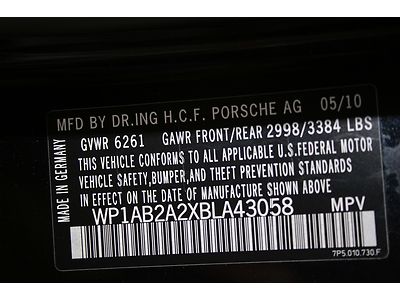 MFD BY DR.ING H.C.F. PORSCHE AG 05/10
GVWR 6261 GAWR FRONT/REAR 2998/3384 LBS
THIS VEHICLE CONFORMS TO ALL APPLICABLE U.S.FEDERAL MOTOR
VEHICLE SAFETY,BUMPER,AND THEFT PREVENTION STANDARDS
IN EFFECT ON THE DATE OF MANUFACTURE SHOWN ABOVE
WP1AB2A2XBLA43058 MPV
7P5.010.730.F
MADE IN GERMANY